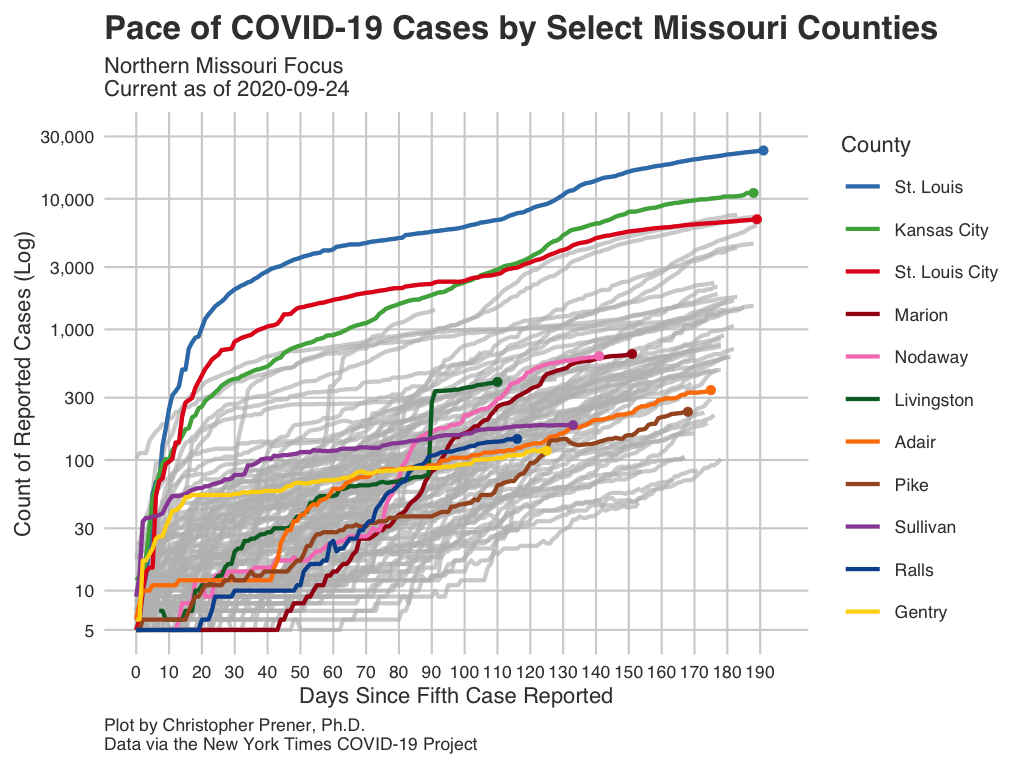 Pace of COVID-19 Cases by Select Missouri Counties
Northern Missouri Focus
Current as of 2020-09-24
Count of Reported Cases (Log)
30,000
10,000
3,000
1,000
300
100
30
10
5
0 10 20 30 40 50 60 70 80 90 100 110 120 130 140 150 160 170 180 190
Days Since Fifth Case Reported
County
St. Louis
Kansas City
St. Louis City
Marion
Nodaway
Livingston
Adair
Pike
Sullivan
Ralls
Gentry
Plot by Christopher Prener, Ph.D.
Data via the New York Times COVID-19 Project